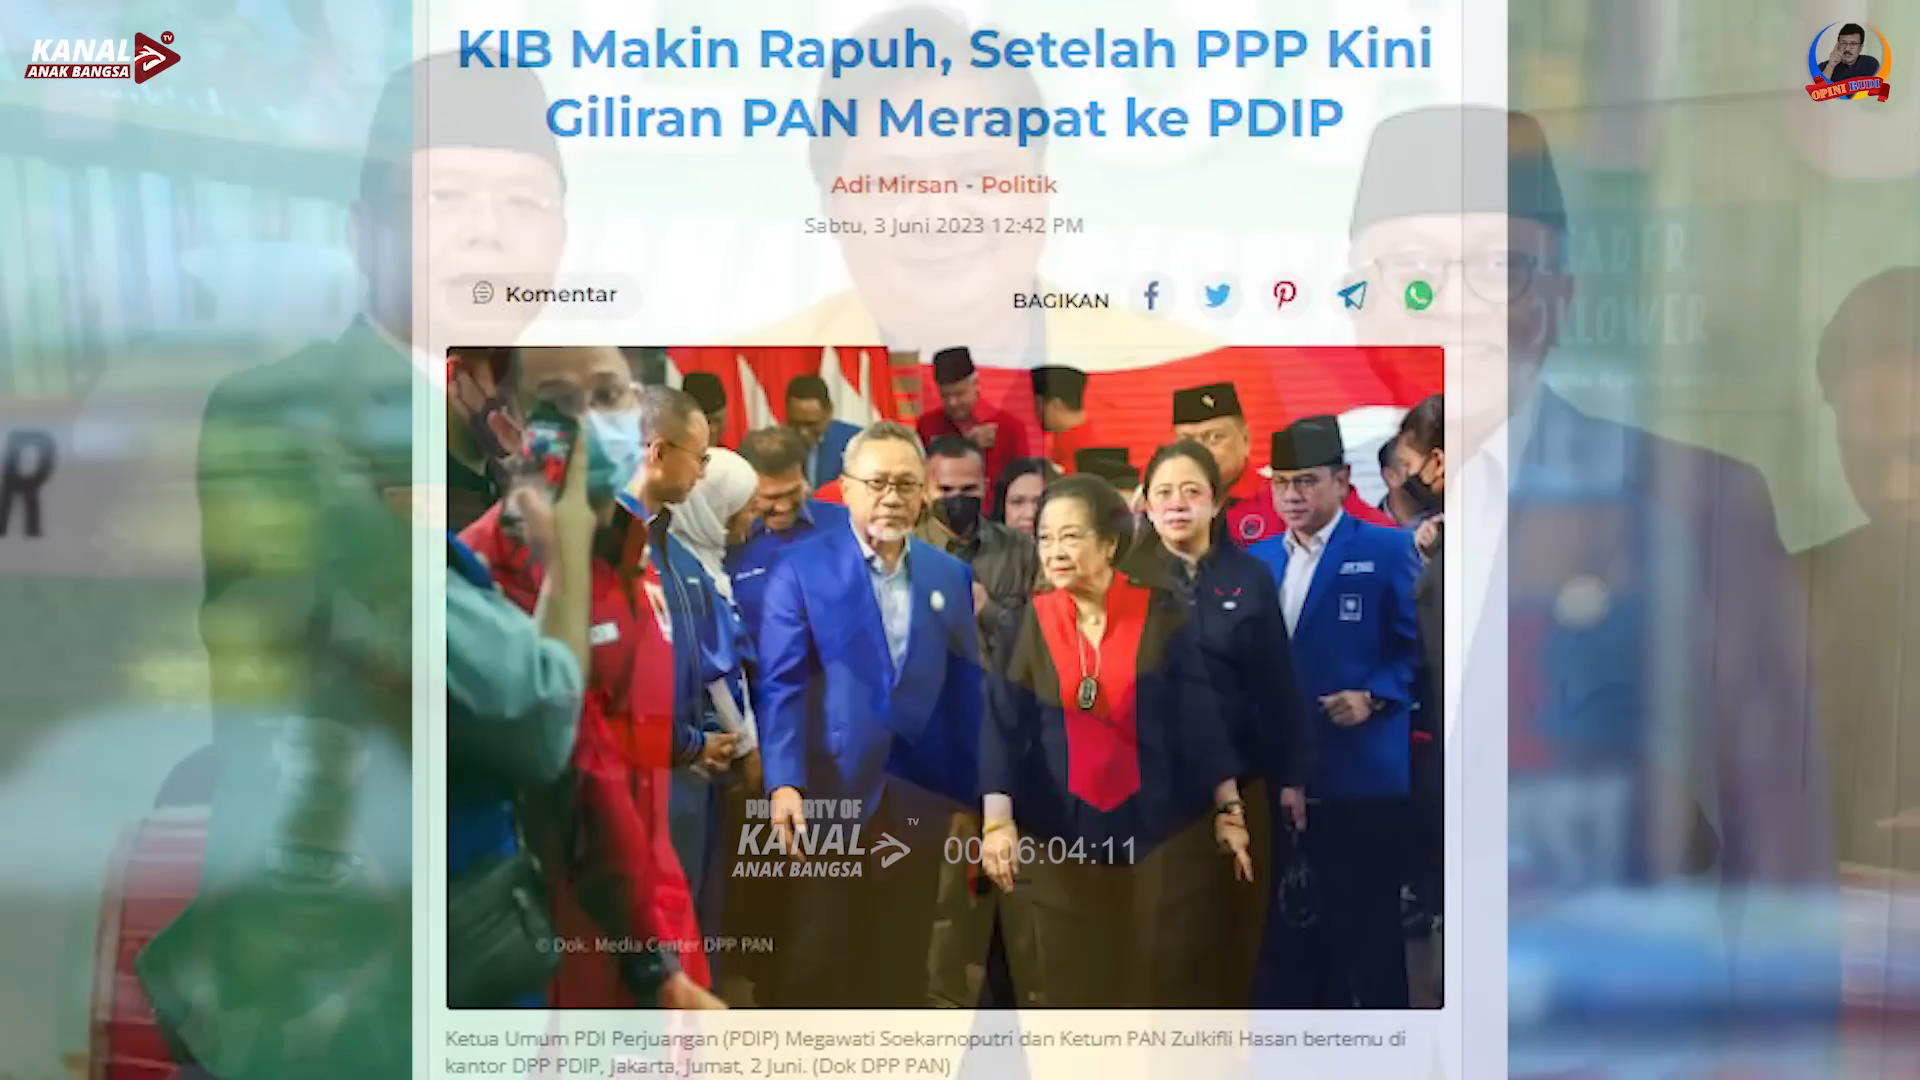 KANAL TV
ANAK BANGSA
OPINI BUDI
KIB Makin Rapuh, Setelah PPP Kini
Giliran PAN Merapat ke PDIP
Adi Mirsan - Politik
Sabtu, 3 Juni 2023 12:42 PM
Komentar
BAGIKAN
LEADER
FOLLOWER
R
PROPERTY OF
KANAL TV
ANAK BANGSA
00:06:04:11
© Dok. Media Center DPP PAN
Ketua Umum PDI Perjuangan (PDIP) Megawati Soekarnoputri dan Ketum PAN Zulkifli Hasan bertemu di
kantor DPP PDIP, Jakarta, Jumat, 2 Juni. (Dok DPP PAN)